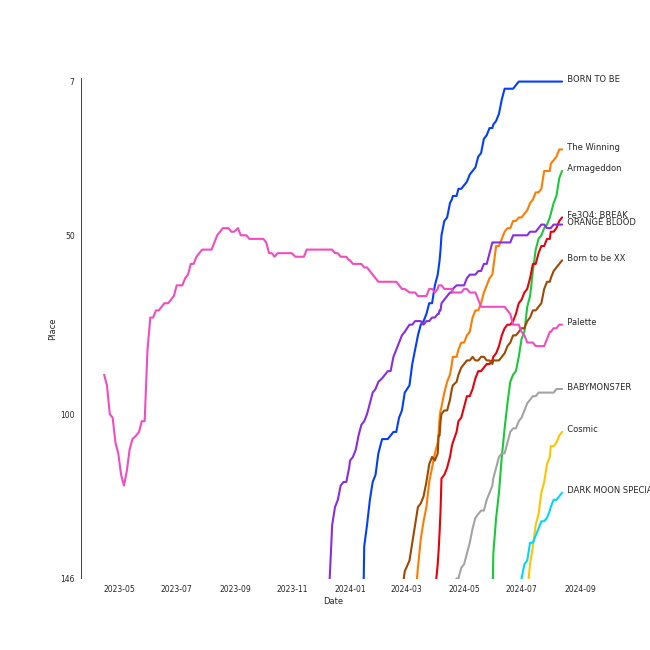 7
BORN TO BE
The Winning
Armageddon
Fe3O4: BREAK
ORANGE BLOOD
50
Born to be XX
Place
Palette
BABYMONS7ER
100
Cosmic
DARK MOON SPECIA
146
2023-05
2023-07
2023-09
2023-11
2024-01
2024-03
2024-05
2024-07
2024-09
Date